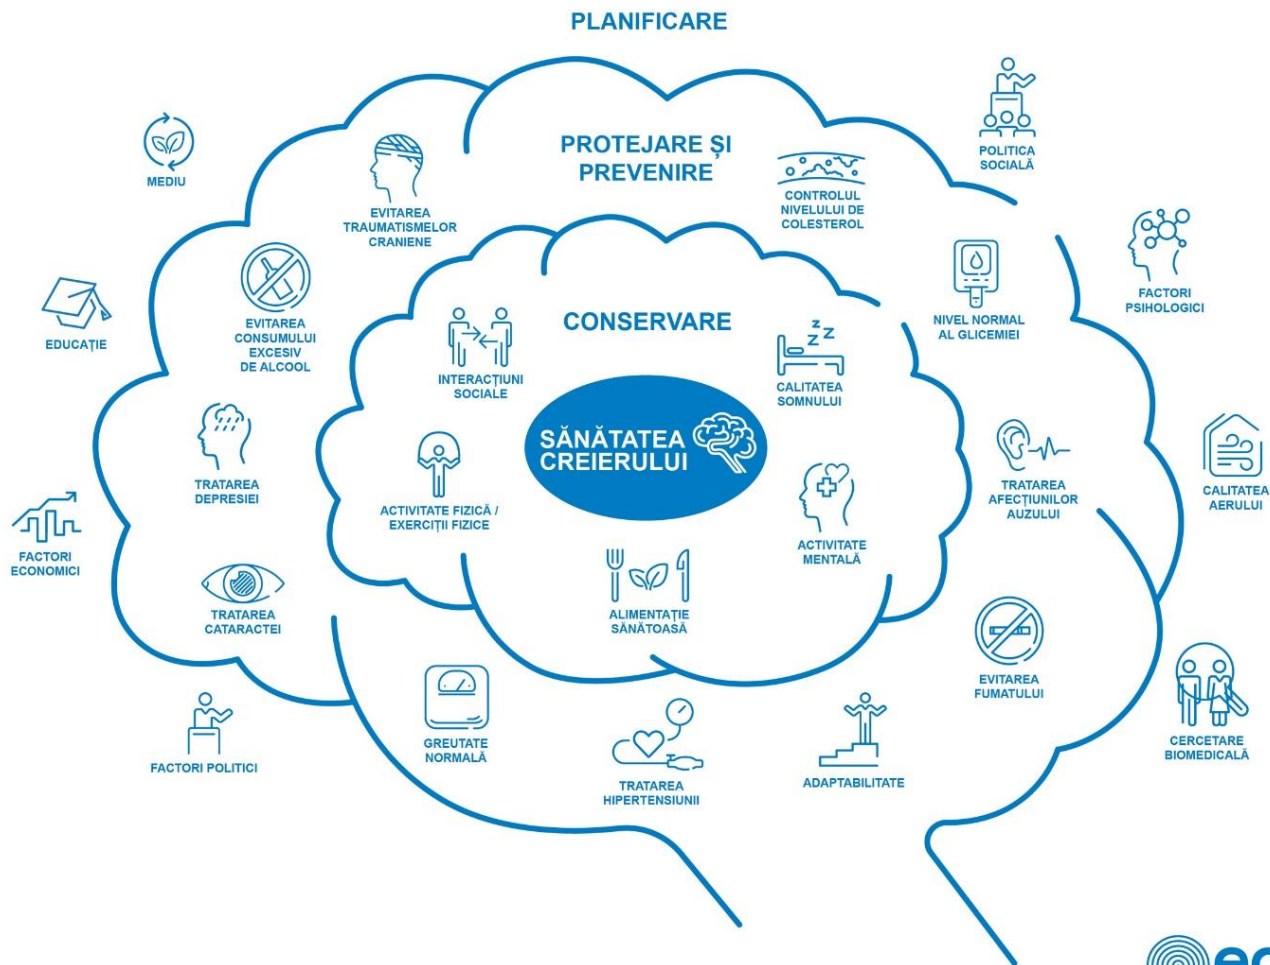 PLANIFICARE
PROTEJARE ȘI
PREVENIRE
CONSERVARE
SĂNĂTATEA
CREIERULUI
MEDIU
EDUCAȚIE
FACTORI
ECONOMICI
FACTORI POLITICI
POLITICA
SOCIALĂ
FACTORI
PSIHOLOGICI
CALITATEA
AERULUI
CERCETARE
BIOMEDICALĂ
EVITAREA
TRAUMATISMELOR
CRANIENE
EVITAREA
CONSUMULUI
EXCESIV
DE ALCOOL
TRATAREA
DEPRESIEI
TRATAREA
CATARACTEI
GREUTATE
NORMALĂ
TRATAREA
HIPERTENSIUNII
ADAPTABILITATE
EVITAREA
FUMATULUI
TRATAREA
AFECȚIUNILOR
AUZULUI
NIVEL NORMAL
AL GLICEMIEI
CONTROLUL
NIVELULUI DE
COLESTEROL
INTERACȚIUNI
SOCIALE
ACTIVITATE FIZICĂ /
EXERCIȚII FIZICE
ALIMENTAȚIE
SĂNĂTOASĂ
ACTIVITATE
MENTALĂ
CALITATEA
SOMNULUI
z z z